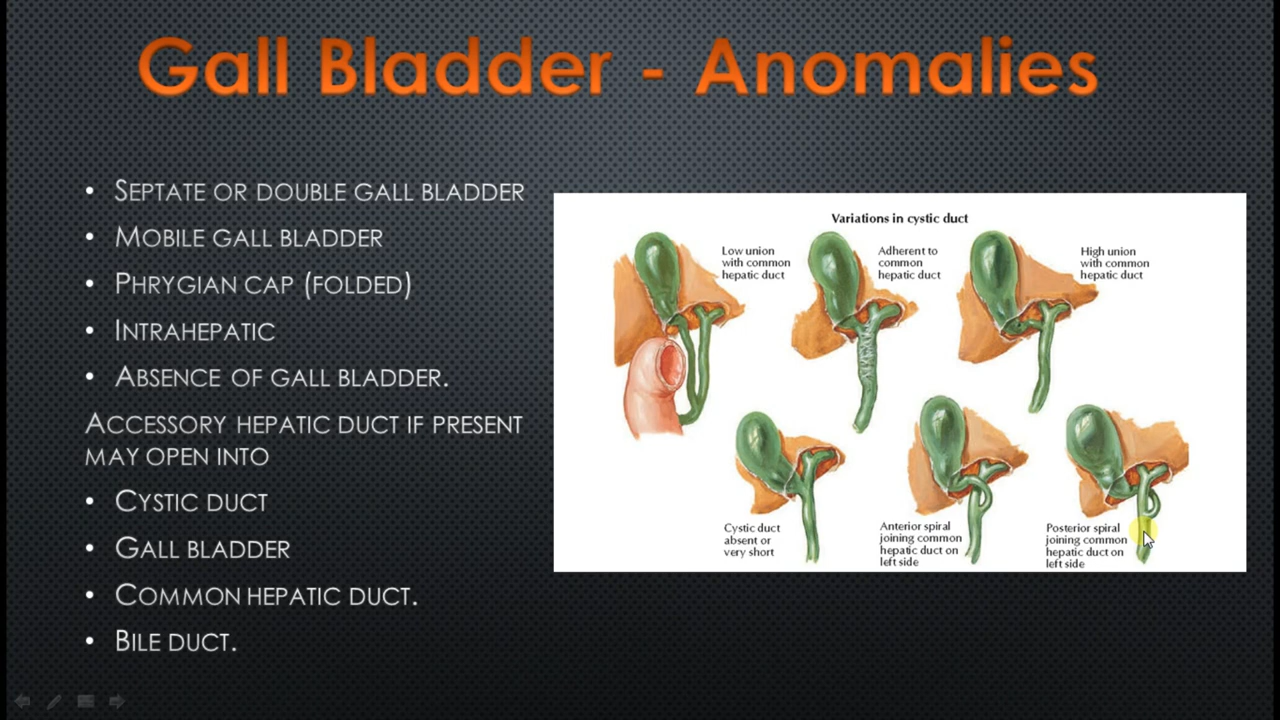 Gall Bladder - Anomalies
Septate or double gall bladder
Mobile gall bladder
Phrygian cap (folded)
Intrahepatic
Absence of gall bladder.
Accessory hepatic duct if present
may open into
Cystic duct
Gall bladder
Common hepatic duct.
Bile duct.
Variations in cystic duct
Low union
with common
hepatic duct
Adherent to
common
hepatic duct
High union
with common
hepatic duct
Cystic duct
absent or
very short
Anterior spiral
joining common
hepatic duct on
left side
Posterior spiral
joining common
hepatic duct on
left side